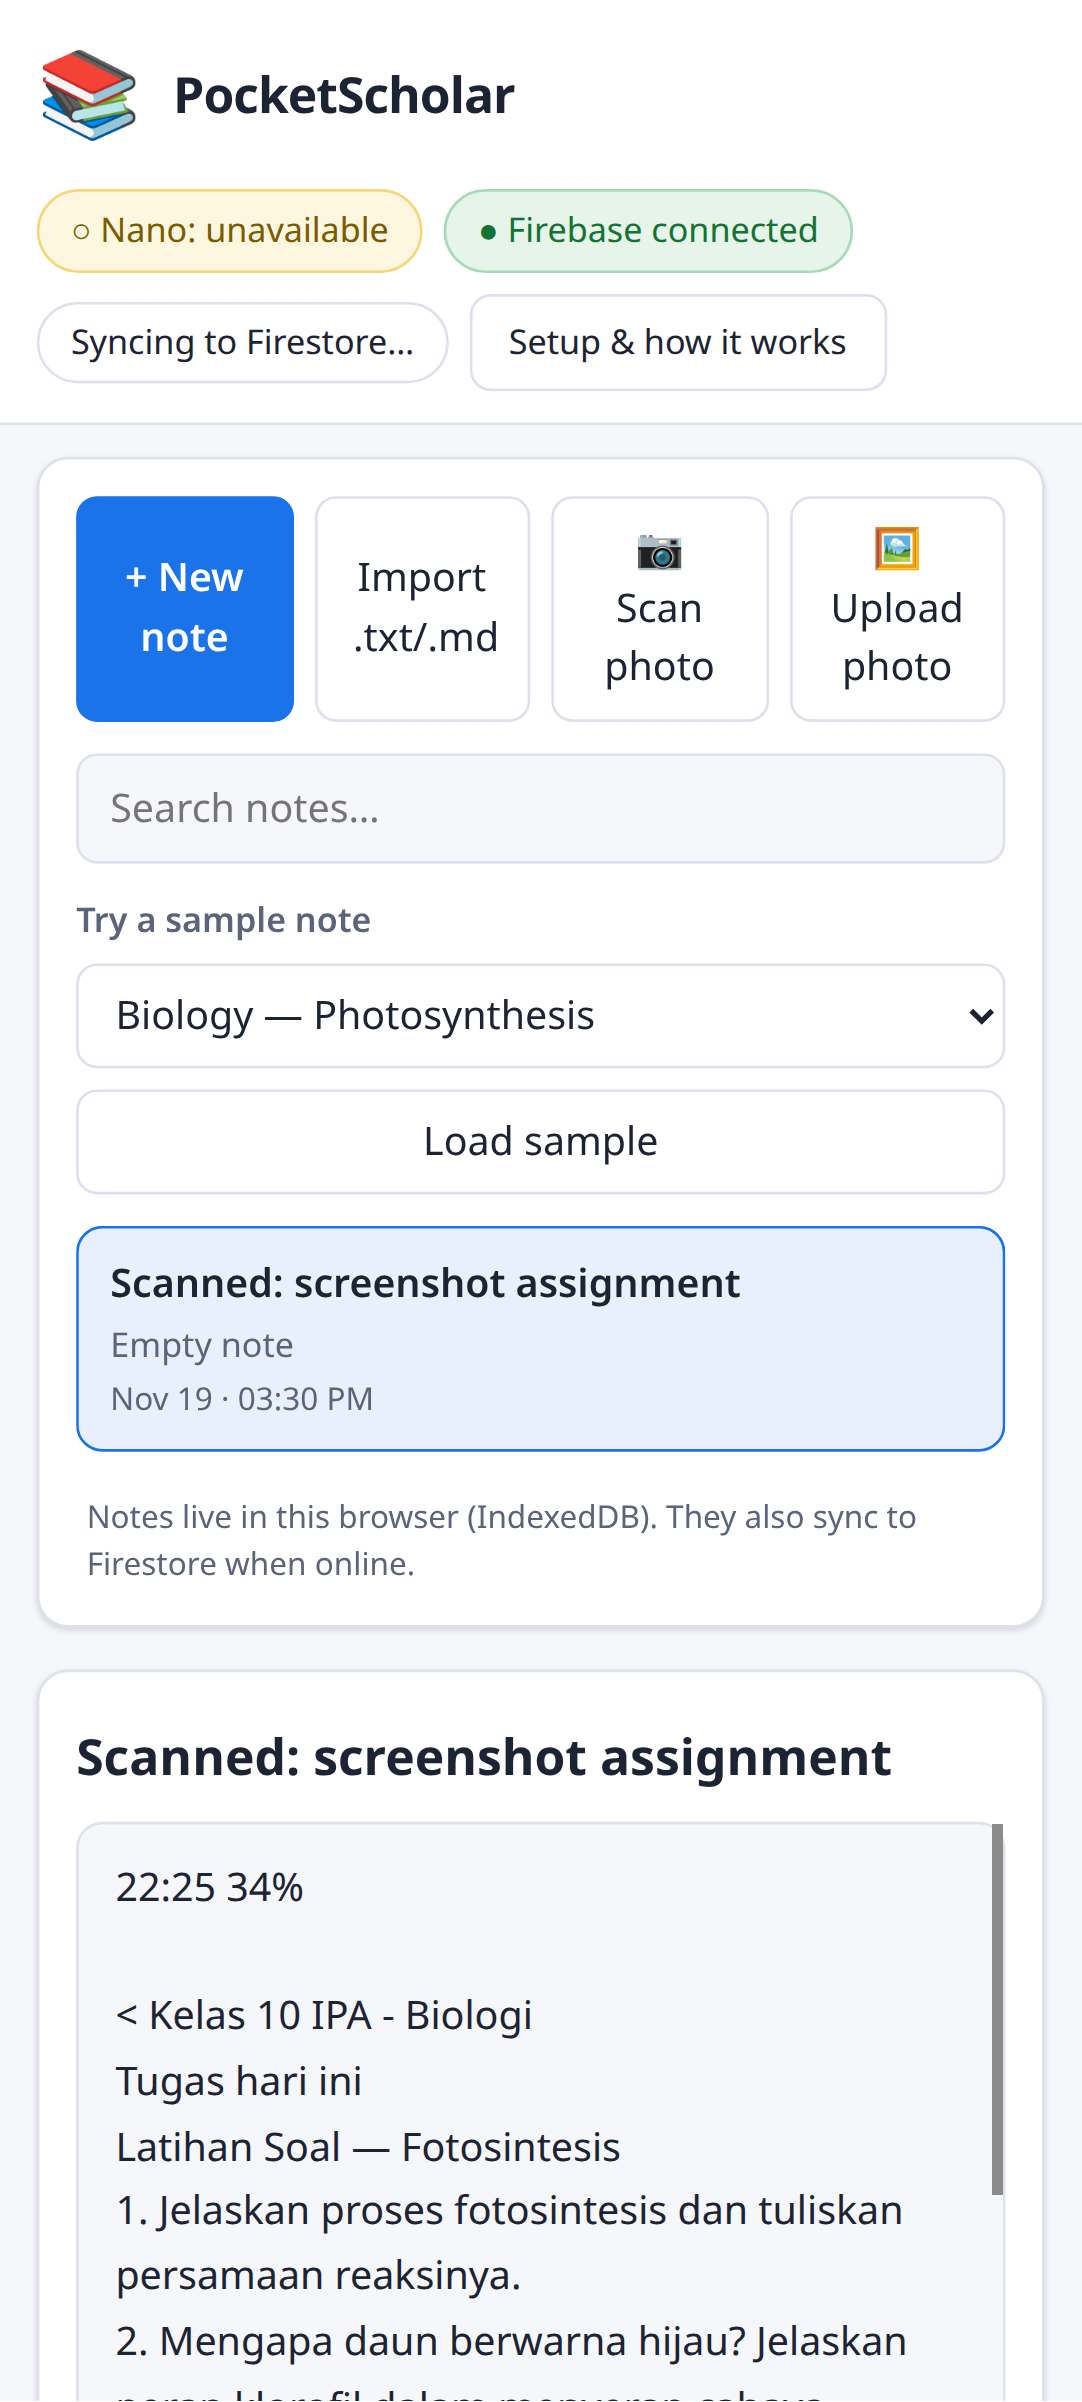 PocketScholar
○ Nano: unavailable
● Firebase connected
Syncing to Firestore...
Setup & how it works
+ New
note
Import
.txt/.md
Scan
photo
Upload
photo
Search notes...
Try a sample note
Biology — Photosynthesis
Load sample
Scanned: screenshot assignment
Empty note
Nov 19 · 03:30 PM
Notes live in this browser (IndexedDB). They also sync to
Firestore when online.
Scanned: screenshot assignment
22:25 34%
< Kelas 10 IPA - Biologi
Tugas hari ini
Latihan Soal — Fotosintesis
1. Jelaskan proses fotosintesis dan tuliskan
persamaan reaksinya.
2. Mengapa daun berwarna hijau? Jelaskan